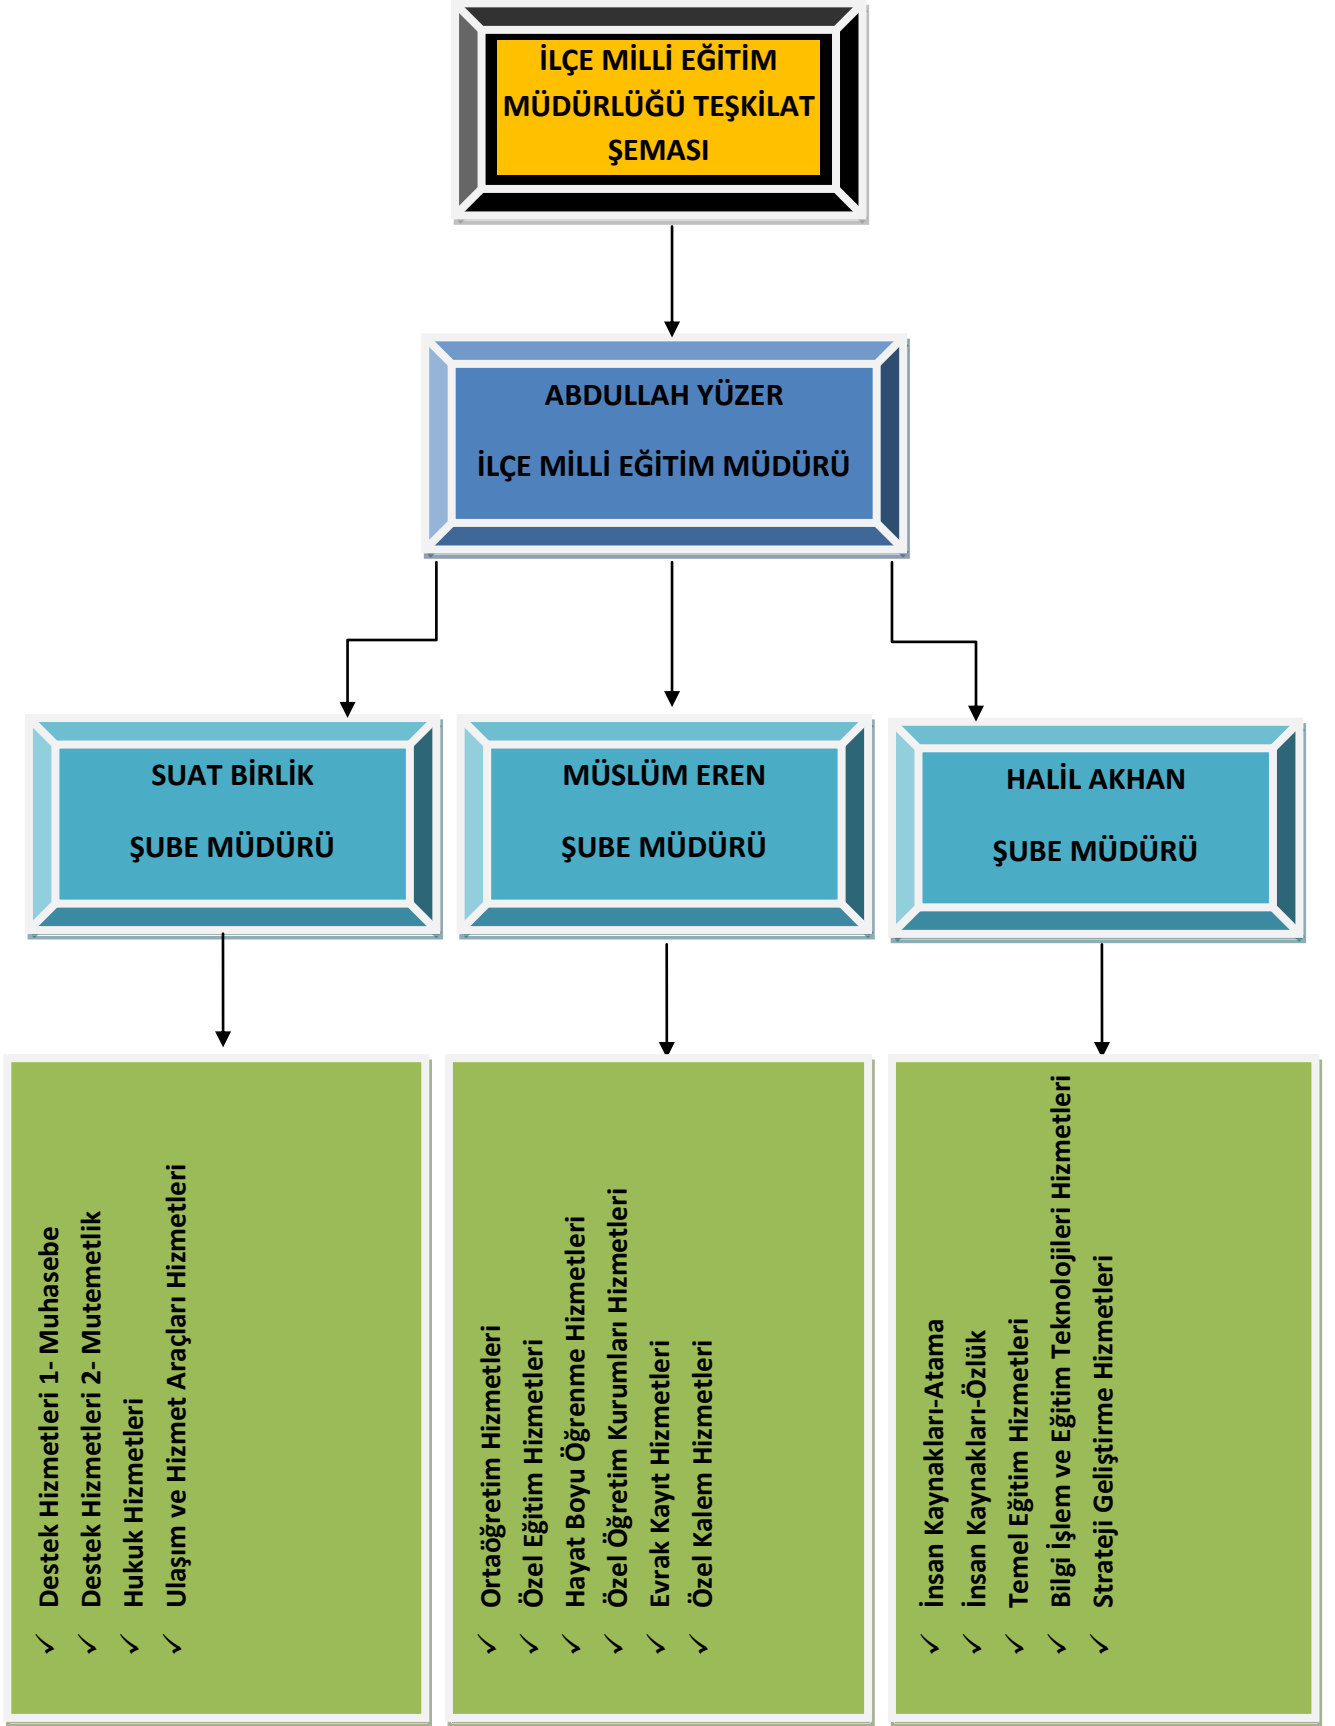 İLÇE MİLLİ EĞİTİM
MÜDÜRLÜĞÜ TEŞKİLAT
ŞEMASI
ABDULLAH YÜZER
İLÇE MİLLİ EĞİTİM MÜDÜRÜ
SUAT BİRLİK
ŞUBE MÜDÜRÜ
MÜSLÜM EREN
ŞUBE MÜDÜRÜ
HALİL AKHAN
ŞUBE MÜDÜRÜ
✓ Destek Hizmetleri 1- Muhasebe
✓ Destek Hizmetleri 2- Mutemetlik
✓ Hukuk Hizmetleri
✓ Ulaşım ve Hizmet Araçları Hizmetleri
✓ Ortaöğretim Hizmetleri
✓ Özel Eğitim Hizmetleri
✓ Hayat Boyu Öğrenme Hizmetleri
✓ Özel Öğretim Kurumları Hizmetleri
✓ Evrak Kayıt Hizmetleri
✓ Özel Kalem Hizmetleri
✓ İnsan Kaynakları-Atama
✓ İnsan Kaynakları-Özlük
✓ Temel Eğitim Hizmetleri
✓ Bilgi İşlem ve Eğitim Teknolojileri Hizmetleri
✓ Strateji Geliştirme Hizmetleri